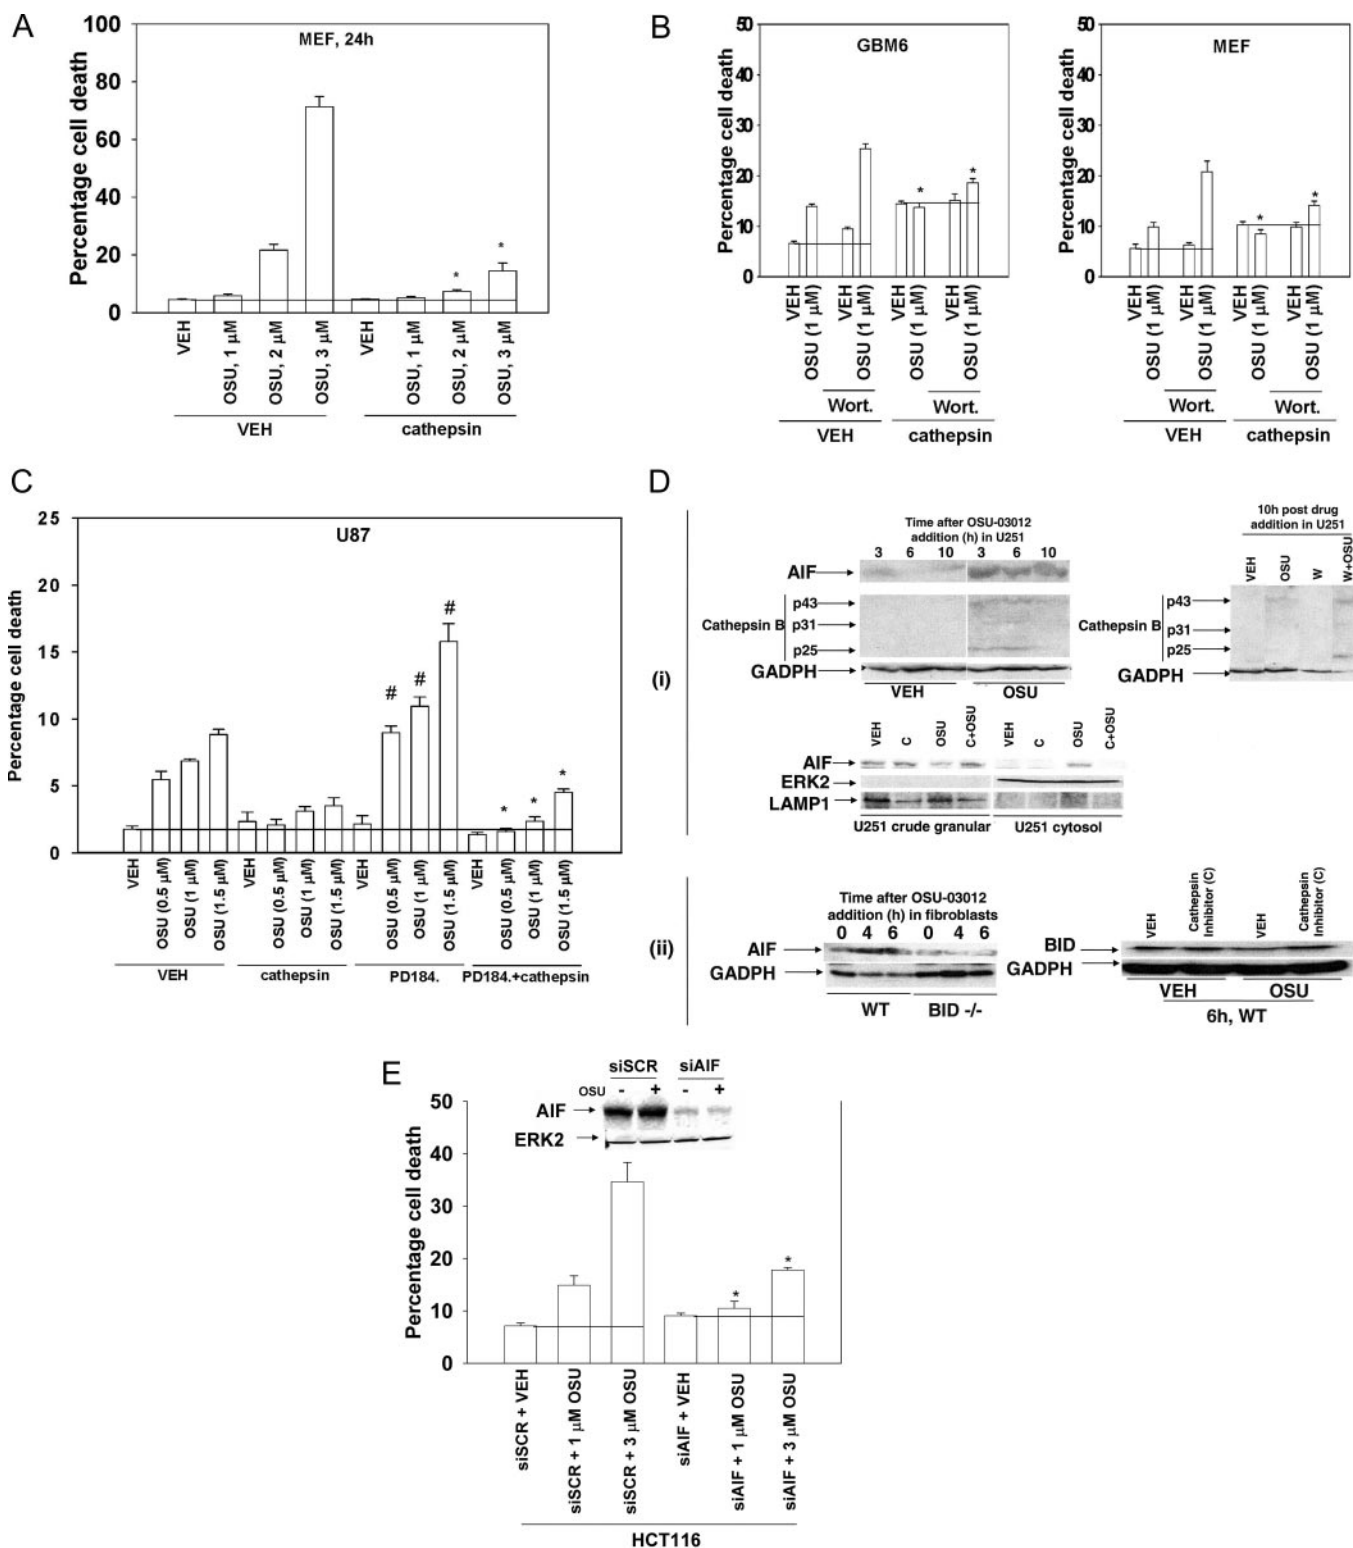 A
MEF, 24h
Percentage cell death
100
80
60
40
20
0
VEH
OSU, 1 μM
OSU, 2 μM
OSU, 3 μM
VEH
OSU, 1 μM
OSU, 2 μM
OSU, 3 μM
* *
VEH
cathepsin
B
GBM6
Percentage cell death
50
40
30
20
10
0
* *
VEH
OSU (1 μM)
VEH
OSU (1 μM)
VEH
OSU (1 μM)
VEH
OSU (1 μM)
Wort.
Wort.
VEH
cathepsin
MEF
Percentage cell death
50
40
30
20
10
0
* *
VEH
OSU (1 μM)
VEH
OSU (1 μM)
VEH
OSU (1 μM)
VEH
OSU (1 μM)
Wort.
Wort.
VEH
cathepsin
C
U87
Percentage cell death
25
20
15
10
5
0
# # #
* * *
VEH
OSU (0.5 μM)
OSU (1 μM)
OSU (1.5 μM)
VEH
OSU (0.5 μM)
OSU (1 μM)
OSU (1.5 μM)
VEH
OSU (0.5 μM)
OSU (1 μM)
OSU (1.5 μM)
VEH
OSU (0.5 μM)
OSU (1 μM)
OSU (1.5 μM)
VEH
cathepsin
PD184.
PD184.+cathepsin
D
(i)
Time after OSU-03012
addition (h) in U251
3 6 10 3 6 10
AIF
Cathepsin B
p43
p31
p25
GADPH
VEH OSU
10h post drug
addition in U251
VEH OSU W W+OSU
Cathepsin B
p43
p31
p25
GADPH
VEH C OSU C+OSU VEH C OSU C+OSU
AIF
ERK2
LAMP1
U251 crude granular
U251 cytosol
(ii)
Time after OSU-03012
addition (h) in fibroblasts
0 4 6 0 4 6
AIF
GADPH
WT BID -/-
VEH
Cathepsin Inhibitor (C)
VEH
Cathepsin Inhibitor (C)
BID
GADPH
VEH OSU
6h, WT
E
siSCR siAIF
OSU - + - +
AIF
ERK2
Percentage cell death
50
40
30
20
10
0
* *
siSCR + VEH
siSCR + 1 μM OSU
siSCR + 3 μM OSU
siAIF + VEH
siAIF + 1 μM OSU
siAIF + 3 μM OSU
HCT116